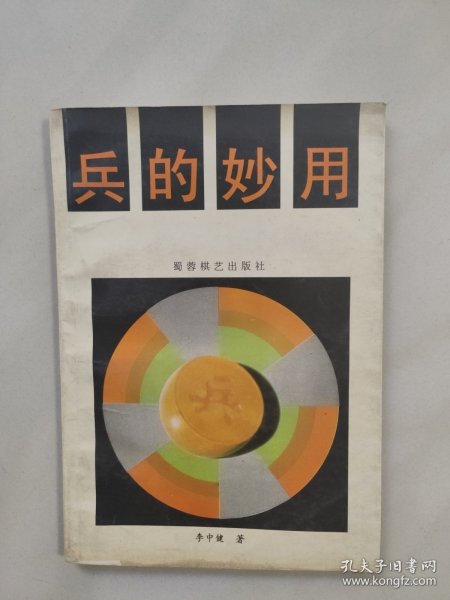 兵的妙用
蜀蓉棋艺出版社
兵
李中健 著
孔夫子旧书网
www.kongfz.com